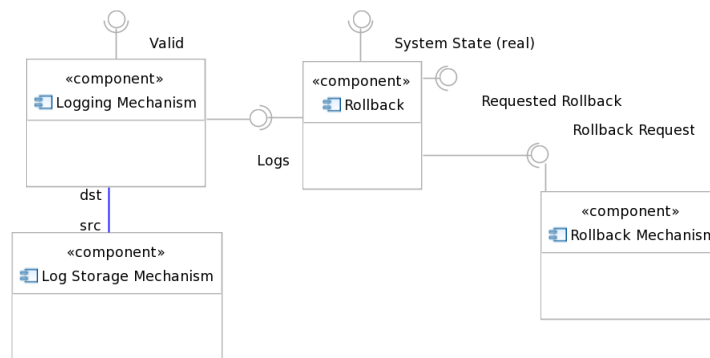 Valid
System State (real)
«component»
Logging Mechanism
«component»
Rollback
Requested Rollback
Rollback Request
Logs
dst
src
«component»
Log Storage Mechanism
«component»
Rollback Mechanism